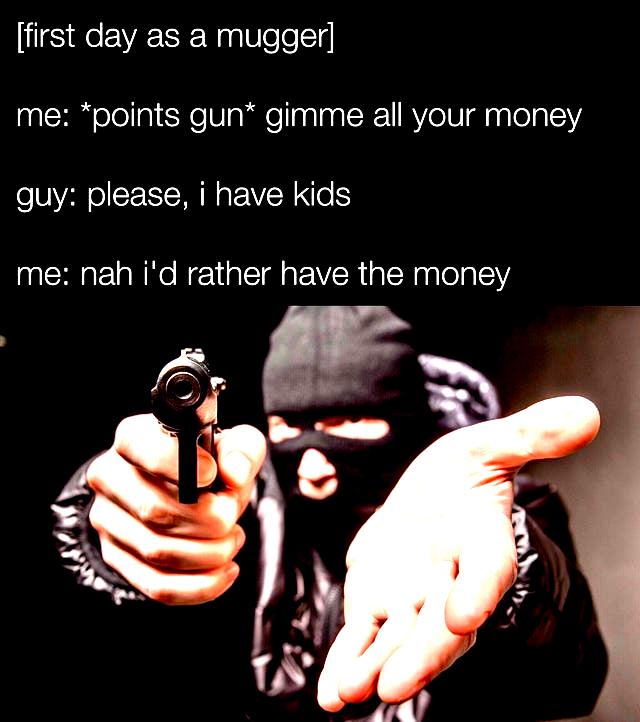 [first day as a mugger]
me: *points gun* gimme all your money
guy: please, i have kids
me: nah i'd rather have the money